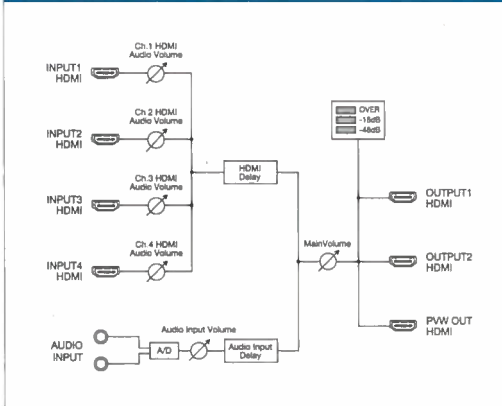 Ch.1 HDMI
Audio Volume
INPUT1
HDMI
Ch 2 HDMI
Audio Volume
INPUT2
HDMI
Ch.3 HDMI
Audio Volume
INPUT3
HDMI
Ch.4 HDMI
Audio Volume
INPUT4
HDMI
HDMI
Delay
OVER
-18dB
-48dB
OUTPUT1
HDMI
MainVolume
OUTPUT2
HDMI
PVW OUT
HDMI
AUDIO
INPUT
A/D
Audio Input Volume
Audio Input
Delay